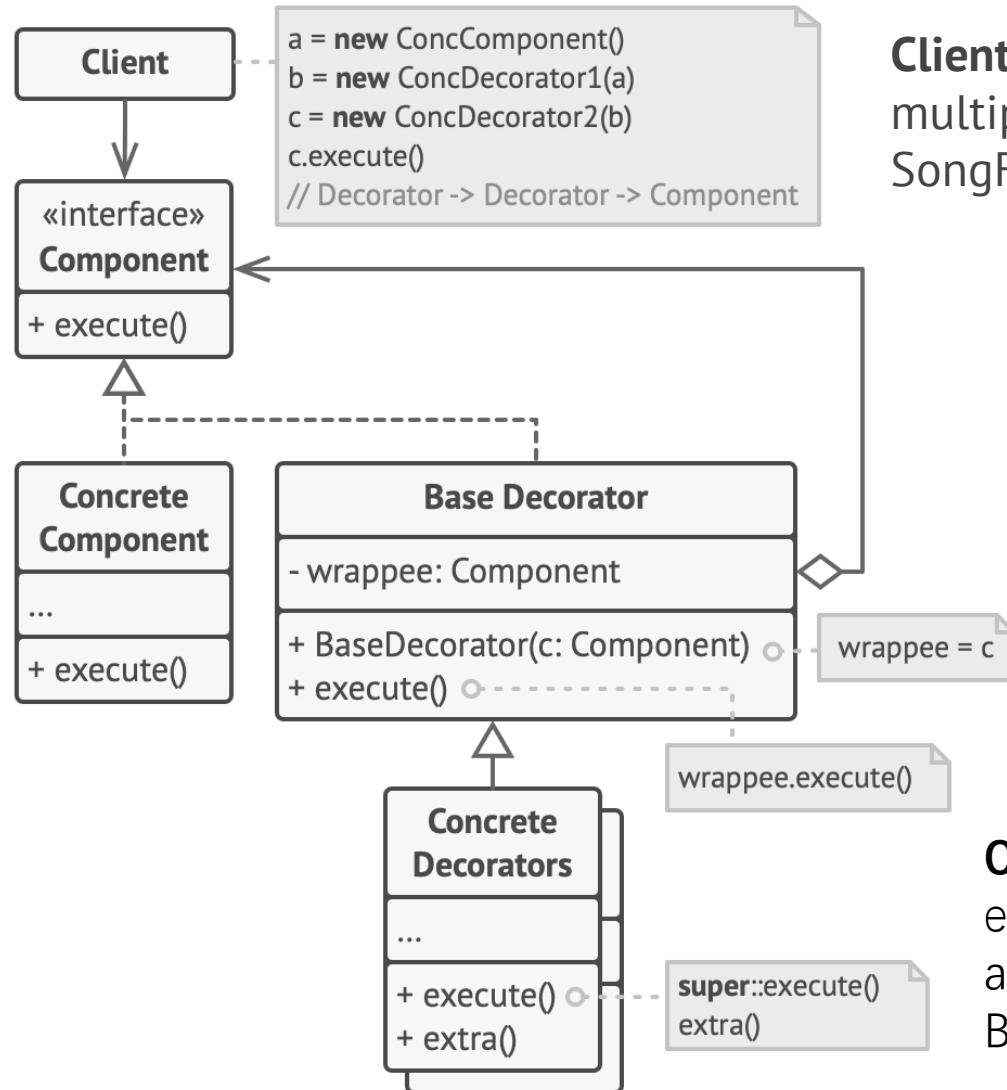 Client
a = new ConcComponent()
b = new ConcDecorator1(a)
c = new ConcDecorator2(b)
c.execute()
// Decorator -> Decorator -> Component
Client
multip
SongF
«interface»
Component
+ execute()
Concrete
Component
...
+ execute()
Base Decorator
- wrappee: Component
+ BaseDecorator(c: Component)
+ execute()
wrappee = c
wrappee.execute()
Concrete
Decorators
...
+ execute()
+ extra()
super::execute()
extra()
e
a
B